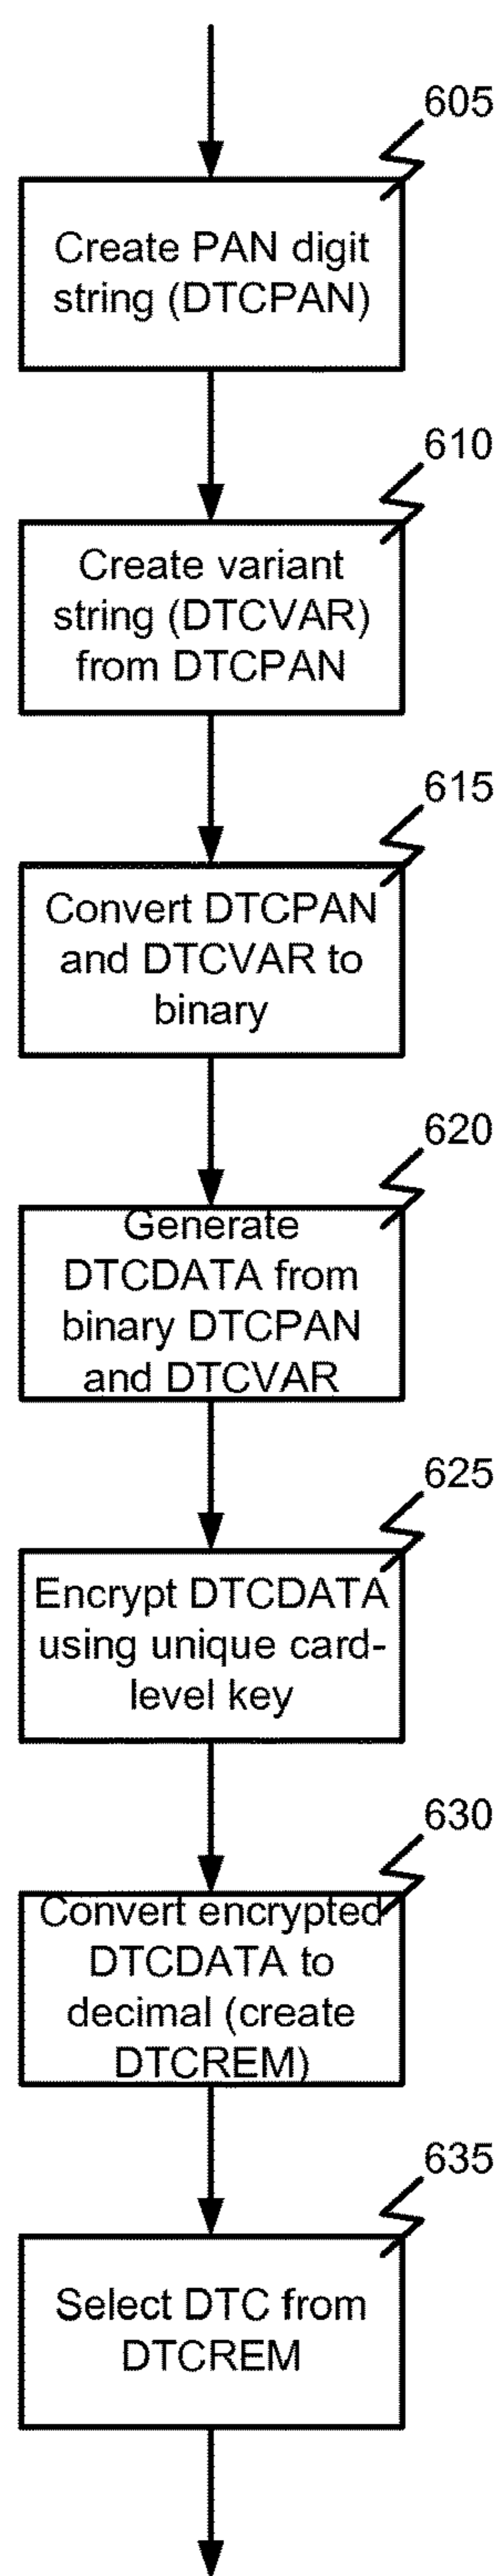 605
Create PAN digit
string (DTCPAN)
610
Create variant
string (DTCVAR)
from DTCPAN
615
Convert DTCPAN
and DTCVAR to
binary
620
Generate
DTCDATA from
binary DTCPAN
and DTCVAR
625
Encrypt DTCDATA
using unique card-
level key
630
Convert encrypted
DTCDATA to
decimal (create
DTCREM)
635
Select DTC from
DTCREM